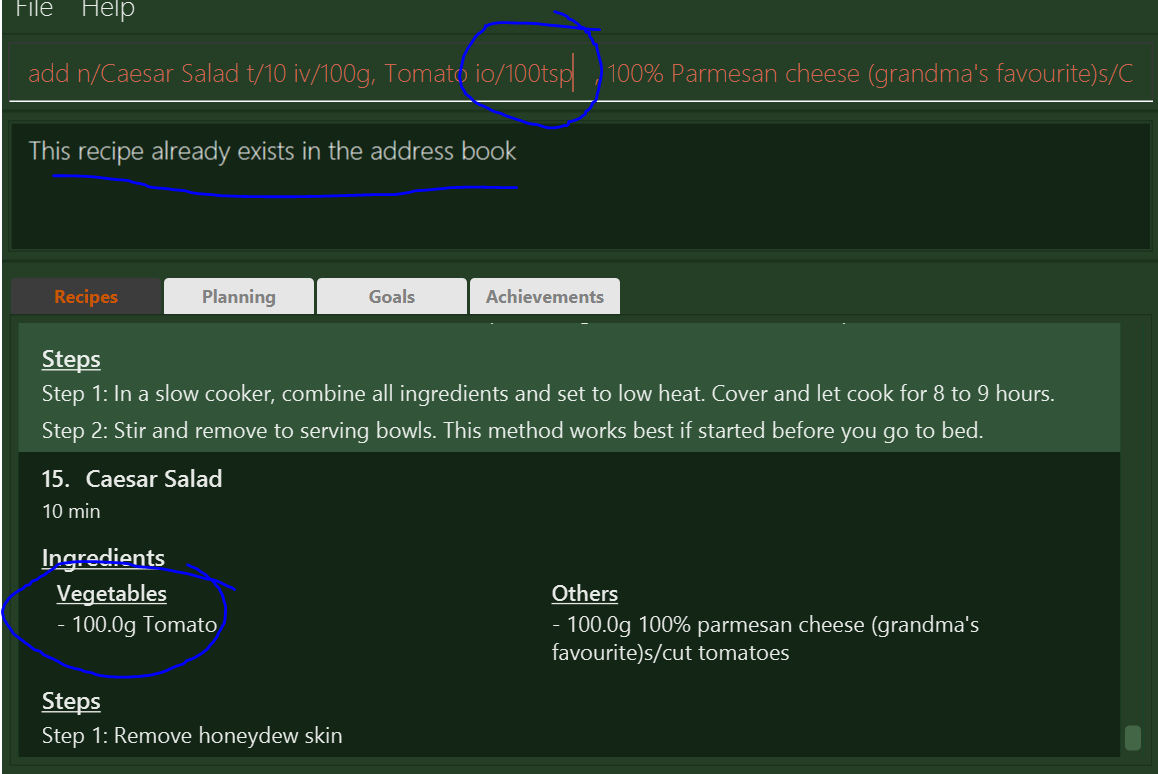 File Help
add n/Caesar Salad t/10 iv/100g, Tomato io/100tsp , 100% Parmesan cheese (grandma's favourite)s/C
This recipe already exists in the address book
Recipes Planning Goals Achievements
Steps
Step 1: In a slow cooker, combine all ingredients and set to low heat. Cover and let cook for 8 to 9 hours.
Step 2: Stir and remove to serving bowls. This method works best if started before you go to bed.
15. Caesar Salad
10 min
Ingredients
Vegetables
- 100.0g Tomato
Others
- 100.0g 100% parmesan cheese (grandma's
favourite)s/cut tomatoes
Steps
Step 1: Remove honeydew skin